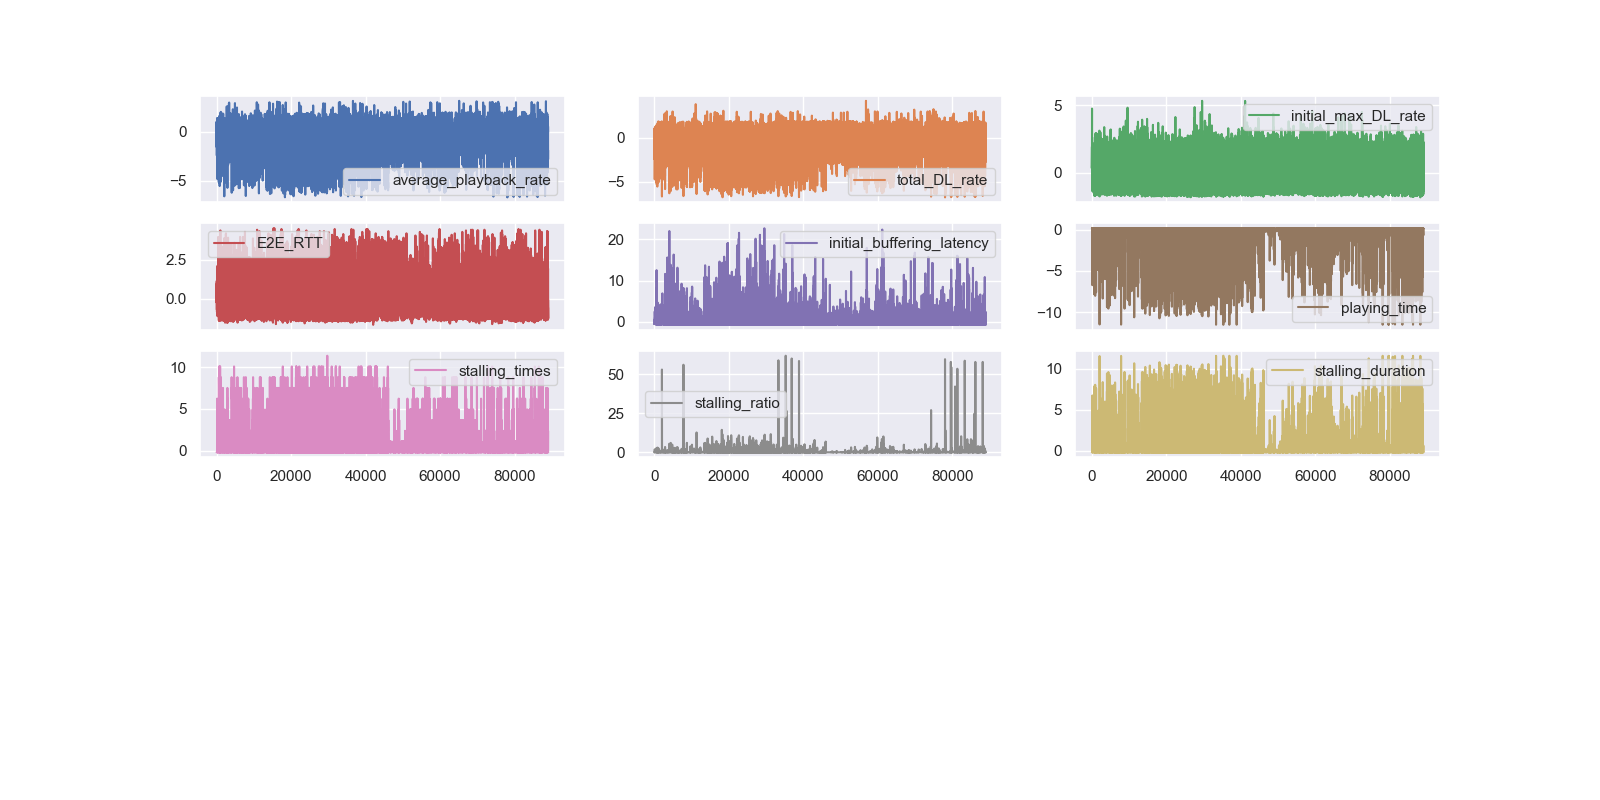 0
−5
average_playback_rate
0
−5
total_DL_rate
5
0
initial_max_DL_rate
2.5
0.0
E2E_RTT
20
10
0
initial_buffering_latency
0
−5
−10
playing_time
10
5
0
stalling_times
0 20000 40000 60000 80000
50
25
0
stalling_ratio
0 20000 40000 60000 80000
10
5
0
stalling_duration
0 20000 40000 60000 80000